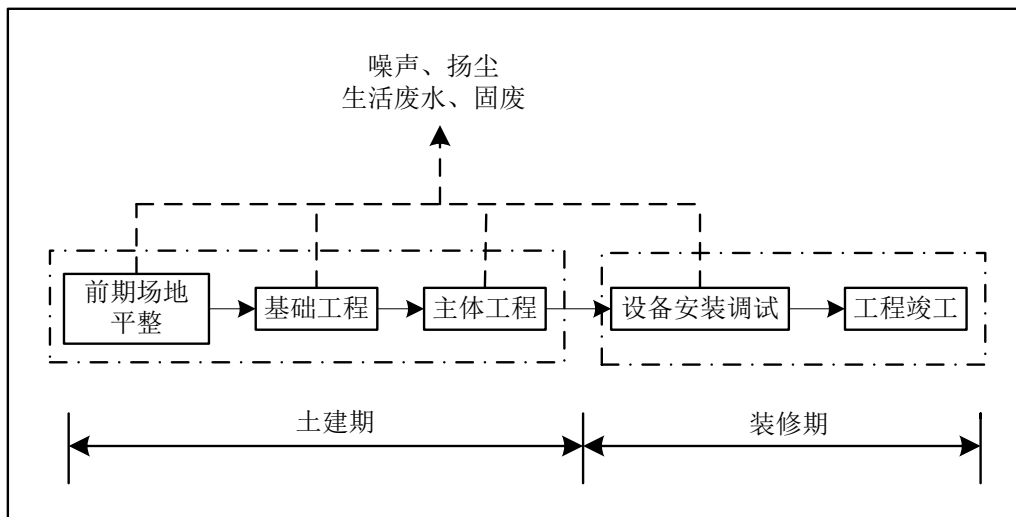 噪声、扬尘
生活废水、固废
前期场地
平整
基础工程
主体工程
设备安装调试
工程竣工
土建期
装修期